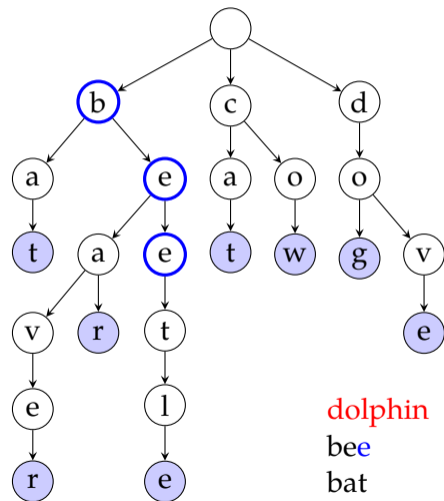 b c d
a e a o o
t a e t w g v
v r t e
e l
r e
dolphin
bee
bat